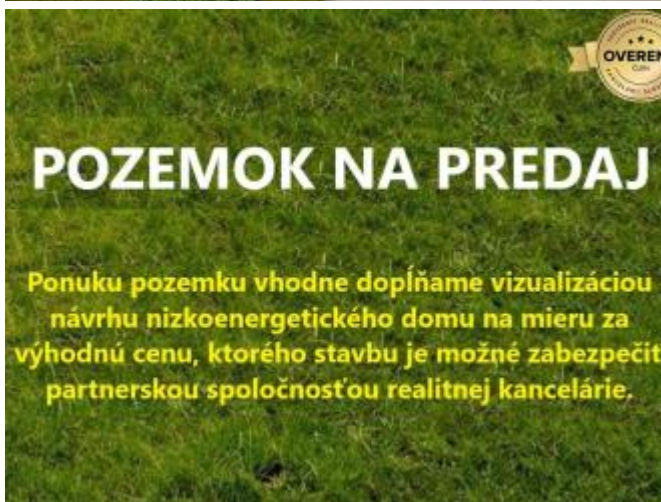 OVEREN
POZEMOK NA PREDAJ
Ponuku pozemku vhodne dopĺňame vizualizáciou
návrhu nizkoenergetického domu na mieru za
výhodnú cenu, ktorého stavbu je možné zabezpečiť
partnerskou spoločnosťou realitnej kancelárie.